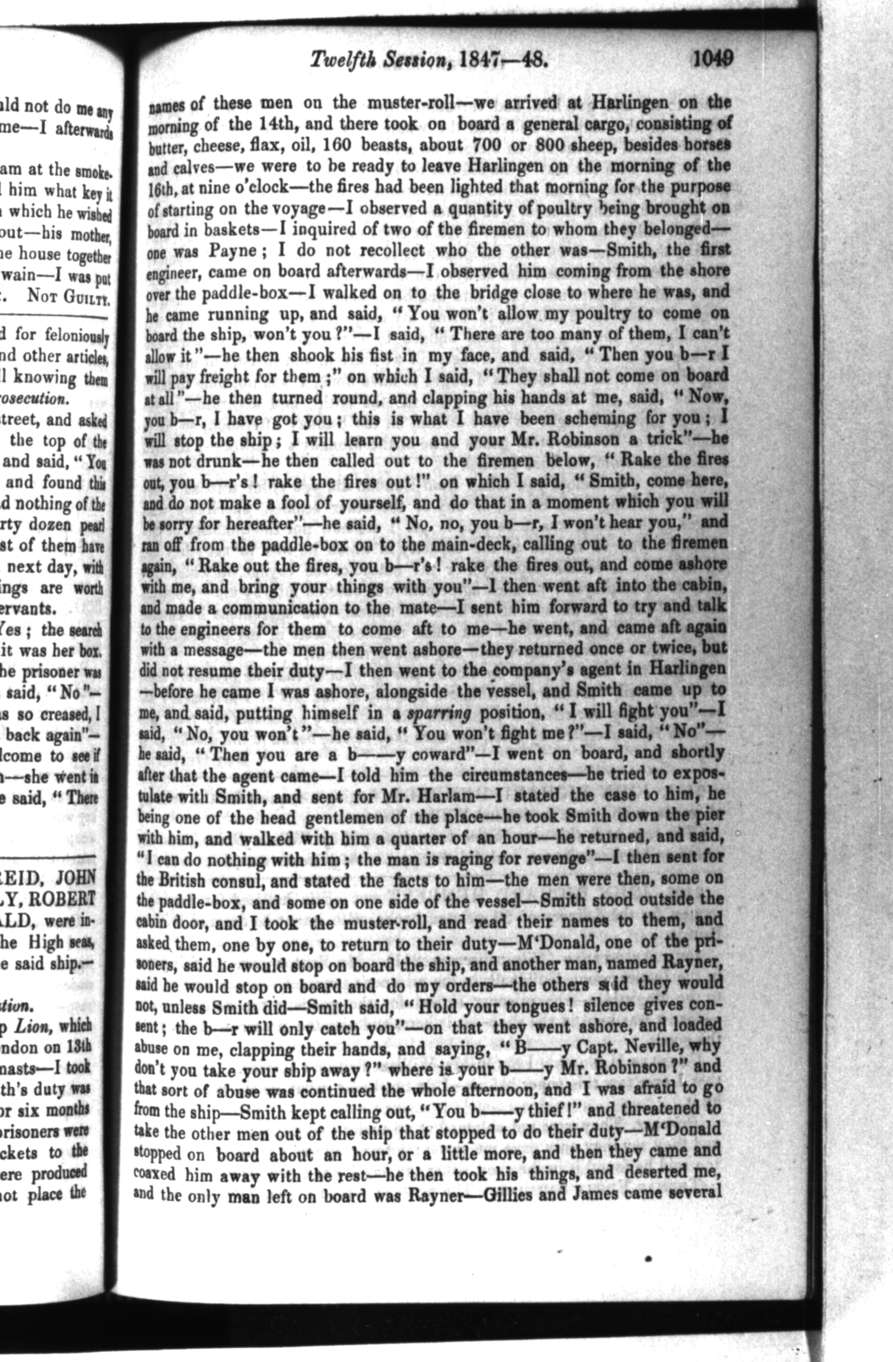 uld not do me any
me—I afterwards
am at the smoke.
him what key it
which he wished
out—his mother,
he house together
wain—I was put
NOT GUILTY.
d for feloniously
nd other articles,
l knowing them
rosecution.
treet, and asked
the top of the
and said, “You
and found this
d nothing of the
rty dozen pearl
st of them have
next day, with
ings are worth
ervants.
Yes; the search
it was her box.
he prisoner was
said, “No”—
s so creased, I
back again”—
lcome to see if
—she went in
e said, “There
REID, JOHN
Y, ROBERT
ALD, were in-
he High seas,
e said ship.—
tion.
p Lion, which
ndon on 13th
masts—I took
th's duty was
or six months
prisoners were
ckets to the
ere produced
not place the
Twelfth Session, 1847—48. 1049
names of these men on the muster-roll—we arrived at Harlingen on the
morning of the 14th, and there took on board a general cargo, consisting of
butter, cheese, flax, oil, 160 beasts, about 700 or 800 sheep, besides horses
and calves—we were to be ready to leave Harlingen on the morning of the
16th, at nine o'clock—the fires had been lighted that morning for the purpose
of starting on the voyage—I observed a quantity of poultry being brought on
board in baskets—I inquired of two of the firemen to whom they belonged—
one was Payne; I do not recollect who the other was—Smith, the first
engineer, came on board afterwards—I observed him coming from the shore
over the paddle-box—I walked on to the bridge close to where he was, and
he came running up, and said, “You won't allow my poultry to come on
board the ship, won't you?”—I said, “There are too many of them, I can't
allow it”—he then shook his fist in my face, and said, “Then you b—r I
will pay freight for them;” on which I said, “They shall not come on board
at all”—he then turned round, and clapping his hands at me, said, “Now,
you b—r, I have got you; this is what I have been scheming for you; I
will stop the ship; I will learn you and your Mr. Robinson a trick”—he
was not drunk—he then called out to the firemen below, “Rake the fires
out, you b—r's! rake the fires out!” on which I said, “Smith, come here,
and do not make a fool of yourself, and do that in a moment which you will
be sorry for hereafter”—he said, “No, no, you b—r, I won't hear you,” and
ran off from the paddle-box on to the main-deck, calling out to the firemen
again, “Rake out the fires, you b—r's! rake the fires out, and come ashore
with me, and bring your things with you”—I then went aft into the cabin,
and made a communication to the mate—I sent him forward to try and talk
to the engineers for them to come aft to me—he went, and came aft again
with a message—the men then went ashore—they returned once or twice, but
did not resume their duty—I then went to the company's agent in Harlingen
—before he came I was ashore, alongside the vessel, and Smith came up to
me, and said, putting himself in a sparring position, “I will fight you”—I
said, “No, you won't”—he said, “You won't fight me?”—I said, “No”—
he said, “Then you are a b——y coward”—I went on board, and shortly
after that the agent came—I told him the circumstances—he tried to expos-
tulate with Smith, and sent for Mr. Harlam—I stated the case to him, he
being one of the head gentlemen of the place—he took Smith down the pier
with him, and walked with him a quarter of an hour—he returned, and said,
“I can do nothing with him; the man is raging for revenge”—I then sent for
the British consul, and stated the facts to him—the men were then, some on
the paddle-box, and some on one side of the vessel—Smith stood outside the
cabin door, and I took the muster-roll, and read their names to them, and
asked them, one by one, to return to their duty—M‘Donald, one of the pri-
soners, said he would stop on board the ship, and another man, named Rayner,
said he would stop on board and do my orders—the others said they would
not, unless Smith did—Smith said, “Hold your tongues! silence gives con-
sent; the b—r will only catch you”—on that they went ashore, and loaded
abuse on me, clapping their hands, and saying, “B——y Capt. Neville, why
don't you take your ship away?” where is your b——y Mr. Robinson?” and
that sort of abuse was continued the whole afternoon, and I was afraid to go
from the ship—Smith kept calling out, “You b——y thief!” and threatened to
take the other men out of the ship that stopped to do their duty—M‘Donald
stopped on board about an hour, or a little more, and then they came and
coaxed him away with the rest—he then took his things, and deserted me,
and the only man left on board was Rayner—Gillies and James came several